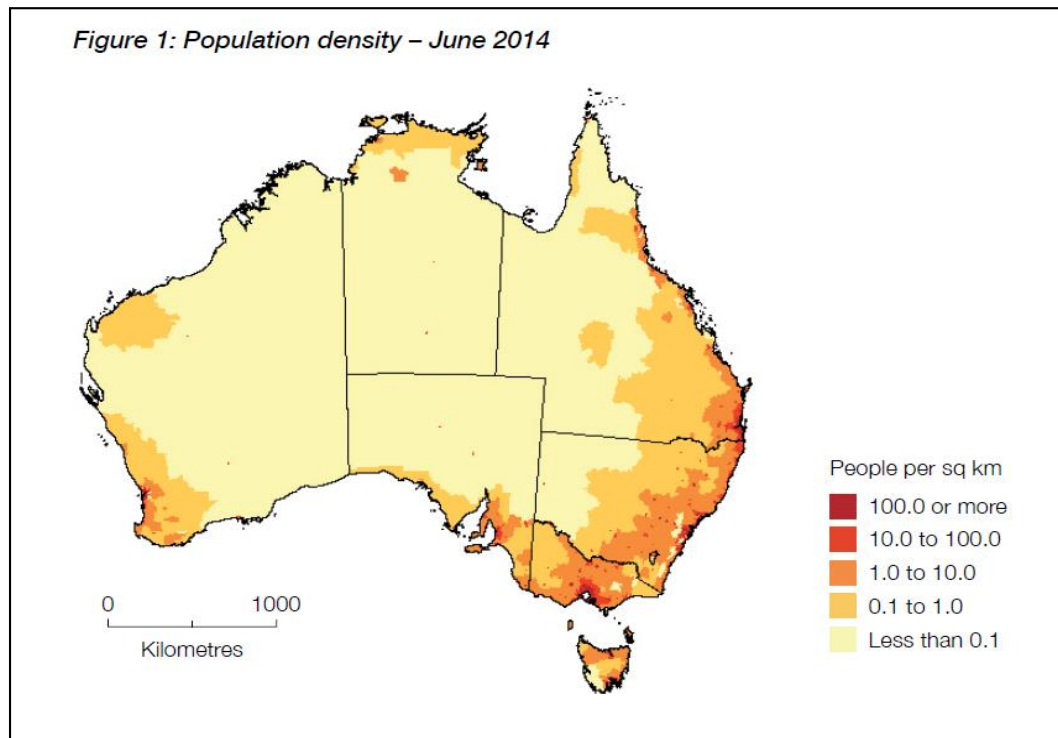 Figure 1: Population density – June 2014
People per sq km
100.0 or more
10.0 to 100.0
1.0 to 10.0
0.1 to 1.0
Less than 0.1
0 1000
Kilometres